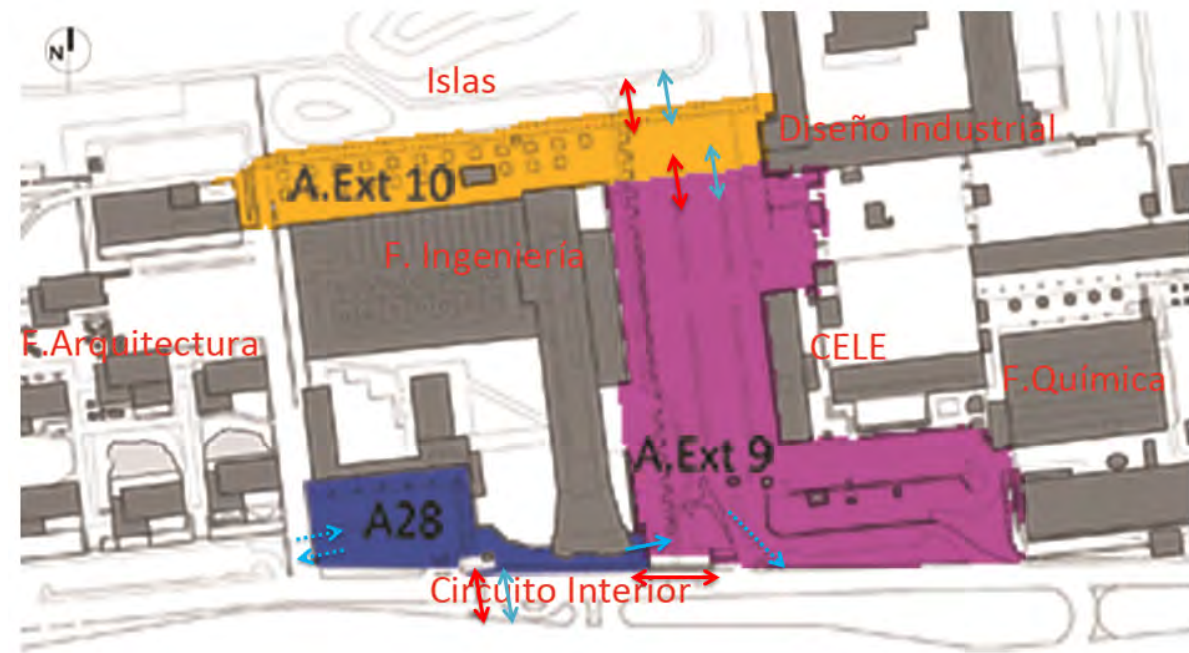 N
Islas
Diseño Industrial
A.Ext 10
F. Ingeniería
F.Arquitectura
CELE
F.Química
A.Ext 9
A28
Circuito Interior